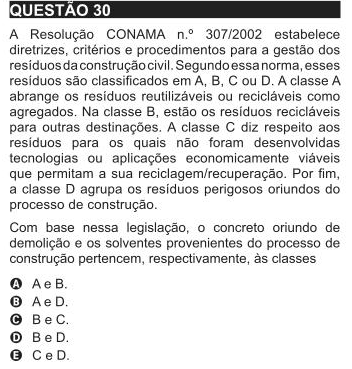 QUESTÃO 30
A Resolução CONAMA n.º 307/2002 estabelece
diretrizes, critérios e procedimentos para a gestão dos
resíduos da construção civil. Segundo essa norma, esses
resíduos são classificados em A, B, C ou D. A classe A
abrange os resíduos reutilizáveis ou recicláveis como
agregados. Na classe B, estão os resíduos recicláveis
para outras destinações. A classe C diz respeito aos
resíduos para os quais não foram desenvolvidas
tecnologias ou aplicações economicamente viáveis
que permitam a sua reciclagem/recuperação. Por fim,
a classe D agrupa os resíduos perigosos oriundos do
processo de construção.
Com base nessa legislação, o concreto oriundo de
demolição e os solventes provenientes do processo de
construção pertencem, respectivamente, às classes
A A e B.
B A e D.
C B e C.
D B e D.
E C e D.